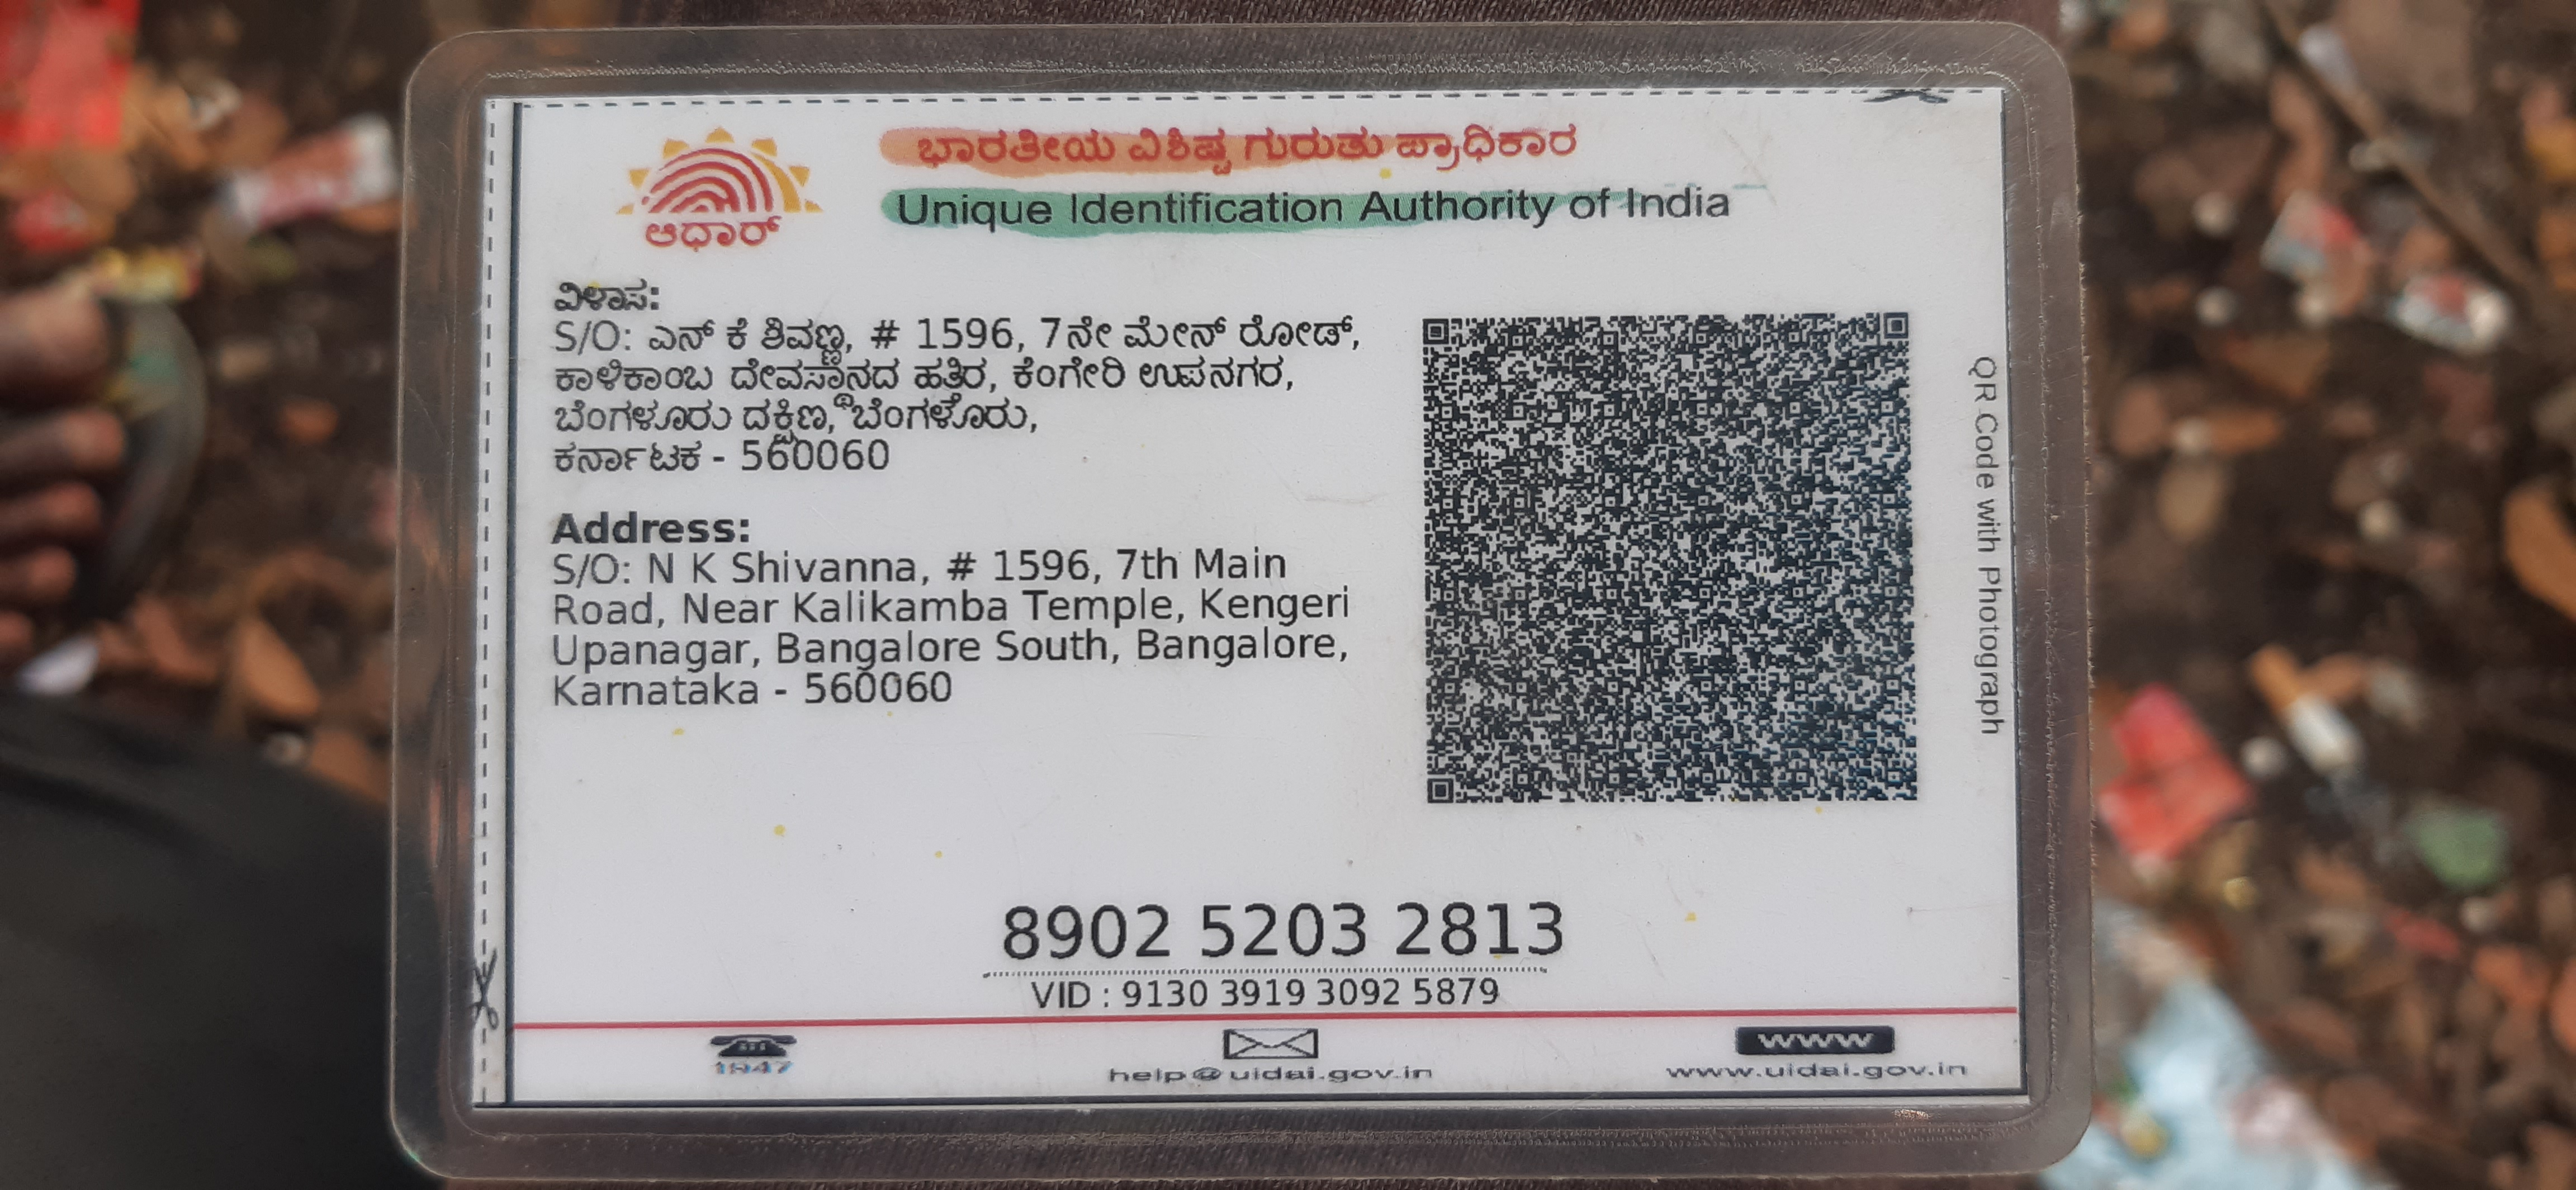 ಭಾರತೀಯ ವಿಶಿಷ್ಟ ಗುರುತು ಪ್ರಾಧಿಕಾರ
Unique Identification Authority of India
ಆಧಾರ್
ವಿಳಾಸ:
S/O: ಎನ್ ಕೆ ಶಿವಣ್ಣ, # 1596, 7ನೇ ಮೇನ್ ರೋಡ್,
ಕಾಳಿಕಾಂಬ ದೇವಸ್ಥಾನದ ಹತ್ತಿರ, ಕೆಂಗೇರಿ ಉಪನಗರ,
ಬೆಂಗಳೂರು ದಕ್ಷಿಣ, ಬೆಂಗಳೂರು,
ಕರ್ನಾಟಕ - 560060
Address:
S/O: N K Shivanna, # 1596, 7th Main
Road, Near Kalikamba Temple, Kengeri
Upanagar, Bangalore South, Bangalore,
Karnataka - 560060
QR Code with Photograph
8902 5203 2813
VID : 9130 3919 3092 5879
1947
help@uidai.gov.in
WWW
www.uidai.gov.in